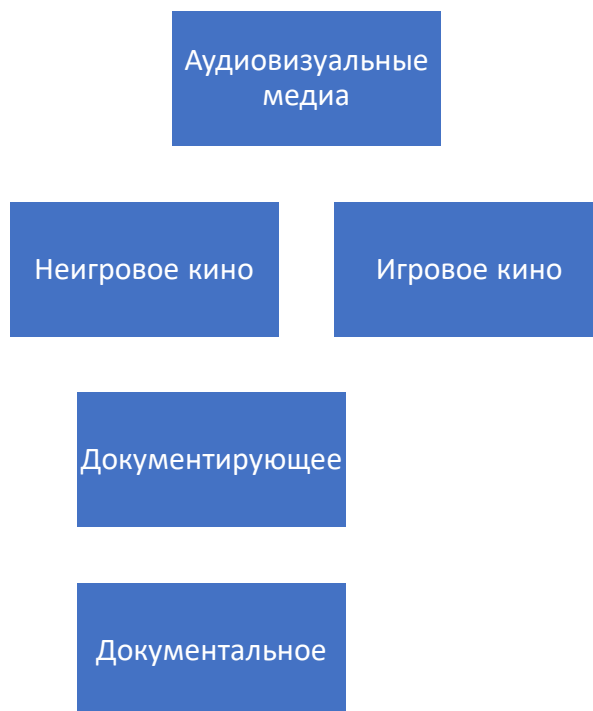 Аудиовизуальные
медиа
Неигровое кино
Игровое кино
Документирующее
Документальное